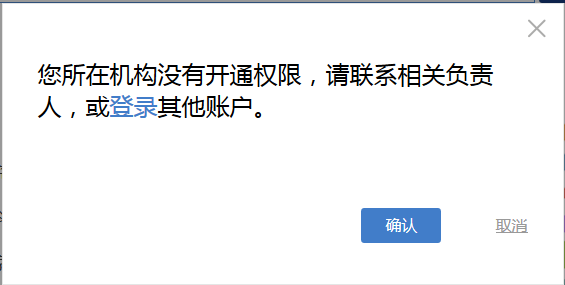 您所在机构没有开通权限，请联系相关负责
人，或登录其他账户。
确认 取消